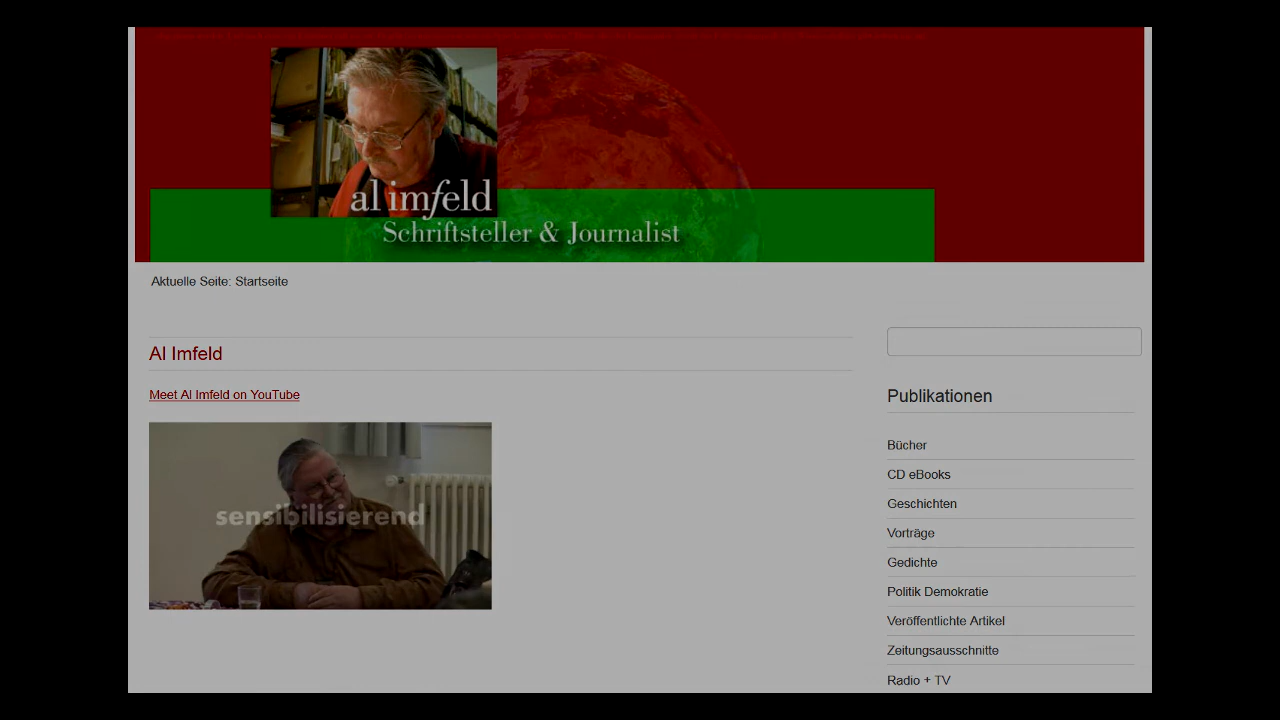 al imfeld
Schriftsteller & Journalist
Aktuelle Seite: Startseite
Al Imfeld
Meet Al Imfeld on YouTube
sensibilisierend
Publikationen
Bücher
CD eBooks
Geschichten
Vorträge
Gedichte
Politik Demokratie
Veröffentlichte Artikel
Zeitungsausschnitte
Radio + TV